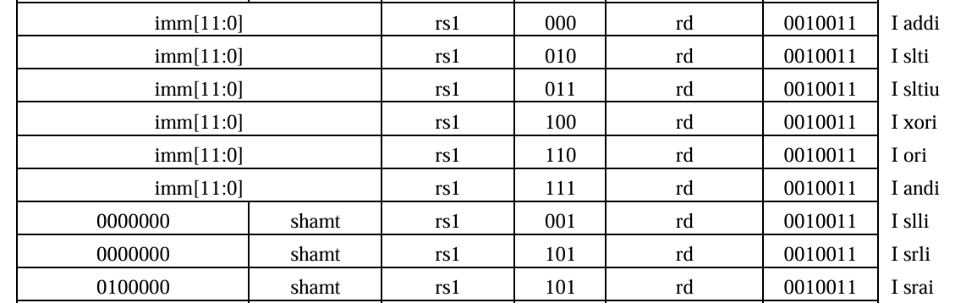 imm[11:0] rs1 000 rd 0010011 I addi
imm[11:0] rs1 010 rd 0010011 I slti
imm[11:0] rs1 011 rd 0010011 I sltiu
imm[11:0] rs1 100 rd 0010011 I xori
imm[11:0] rs1 110 rd 0010011 I ori
imm[11:0] rs1 111 rd 0010011 I andi
0000000 shamt rs1 001 rd 0010011 I slli
0000000 shamt rs1 101 rd 0010011 I srli
0100000 shamt rs1 101 rd 0010011 I srai